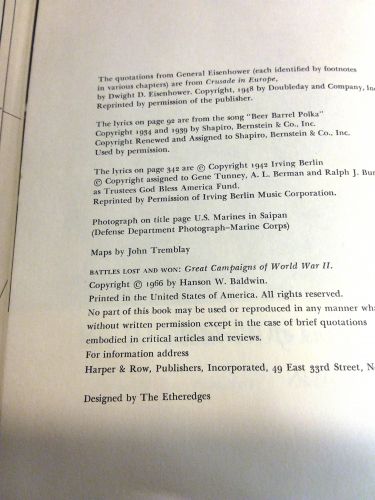 The quotations from General Eisenhower (each identified by footnotes
in various chapters) are from Crusade in Europe,
by Dwight D. Eisenhower. Copyright, 1948 by Doubleday and Company,
Reprinted by permission of the publisher.
The lyrics on page 92 are from the song "Beer Barrel Polka"
Copyright 1934 and 1939 by Shapiro, Bernstein & Co., Inc.
Copyright Renewed and Assigned to Shapiro, Bernstein & Co., Inc.
Used by permission.
The lyrics on page 342 are © Copyright 1942 Irving Berlin
© Copyright assigned to Gene Tunney, A. L. Berman and Ralph J.
as Trustees God Bless America Fund.
Reprinted by Permission of Irving Berlin Music Corporation.
Photograph on title page U.S. Marines in Saipan
(Defense Department Photograph–Marine Corps)
Maps by John Tremblay
BATTLES LOST AND WON: Great Campaigns of World War II.
Copyright © 1966 by Hanson W. Baldwin.
Printed in the United States of America. All rights reserved.
No part of this book may be used or reproduced in any manner
without written permission except in the case of brief quotations
embodied in critical articles and reviews.
For information address
Harper & Row, Publishers, Incorporated, 49 East 33rd Street,
Designed by The Etheredges